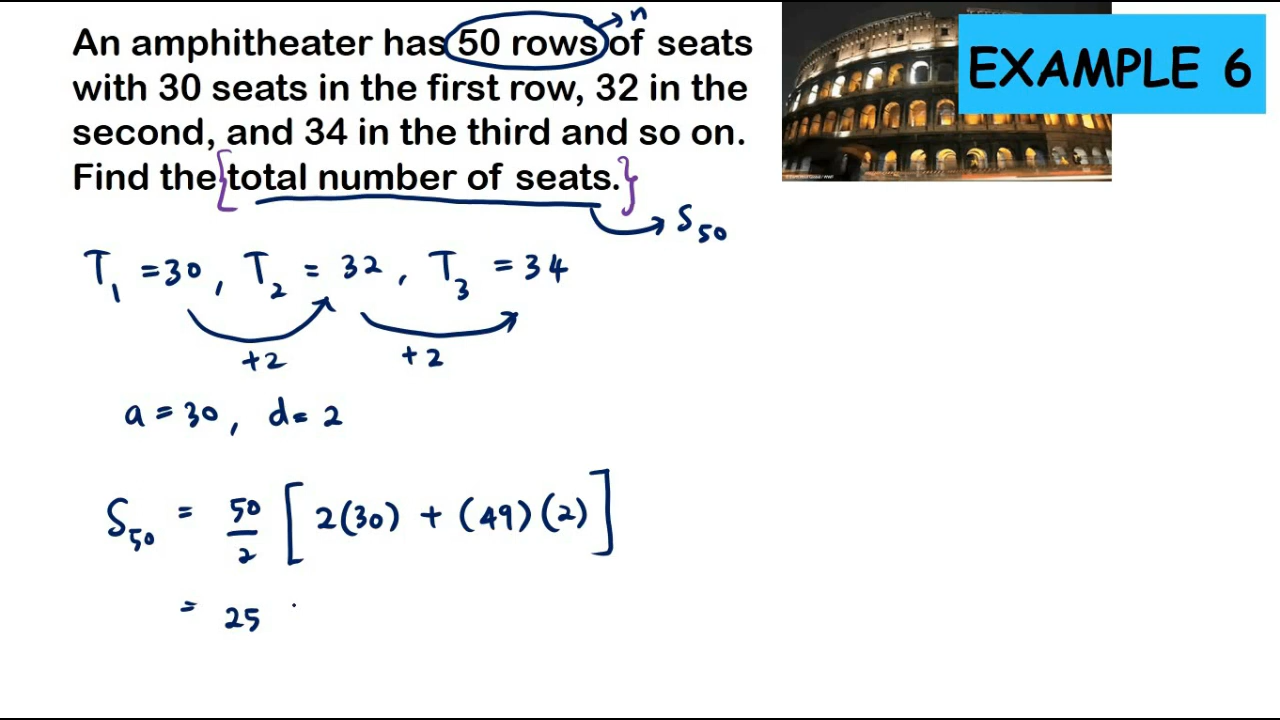 An amphitheater has 50 rows of seats
n
with 30 seats in the first row, 32 in the
second, and 34 in the third and so on.
Find the {total number of seats.}
S50
EXAMPLE 6
T1 = 30, T2 = 32, T3 = 34
+2 +2
a = 30, d = 2
S50 = 50/2 [2(30) + (49)(2)]
= 25